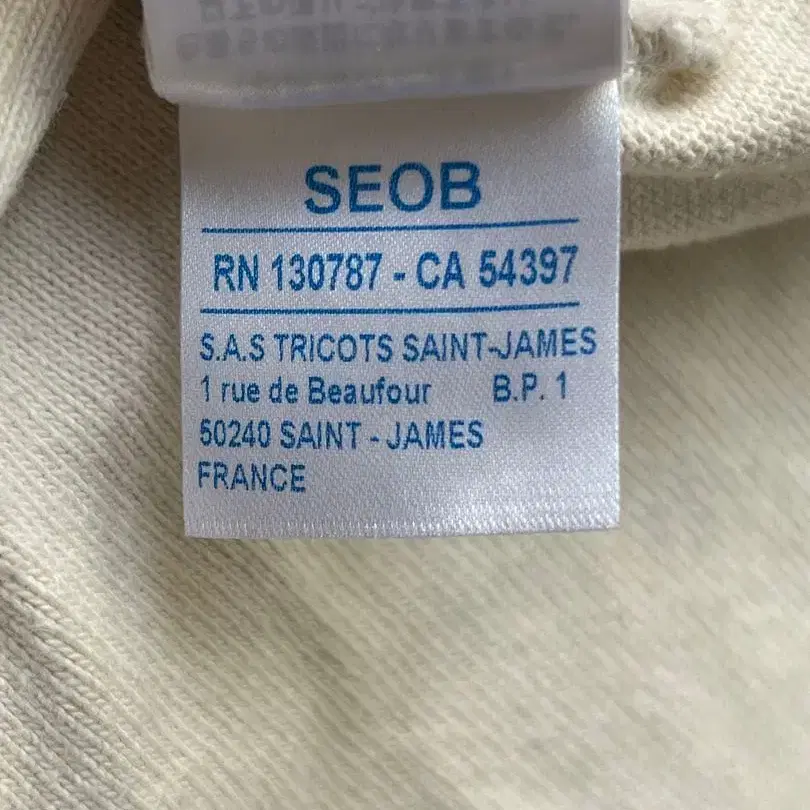 SEOB
RN 130787 - CA 54397
S.A.S TRICOTS SAINT-JAMES
1 rue de Beaufour B.P. 1
50240 SAINT - JAMES
FRANCE